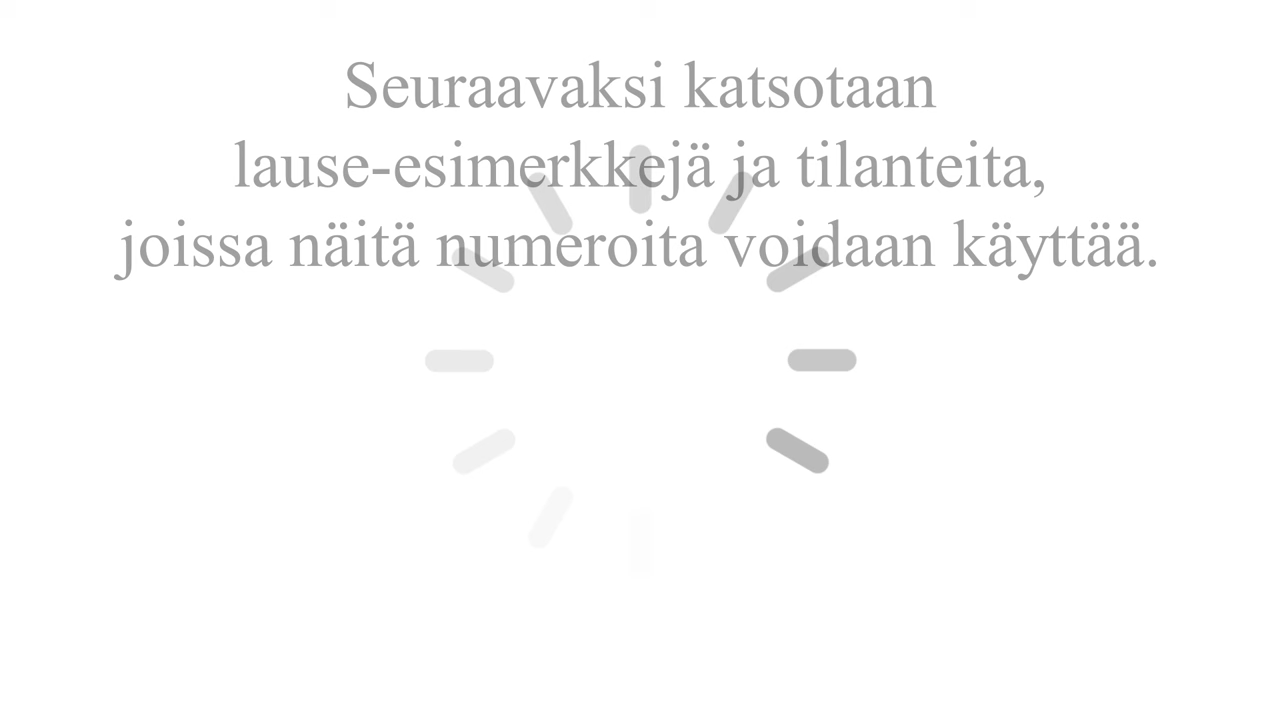 Seuraavaksi katsotaan
lause-esimerkkejä ja tilanteita,
joissa näitä numeroita voidaan käyttää.